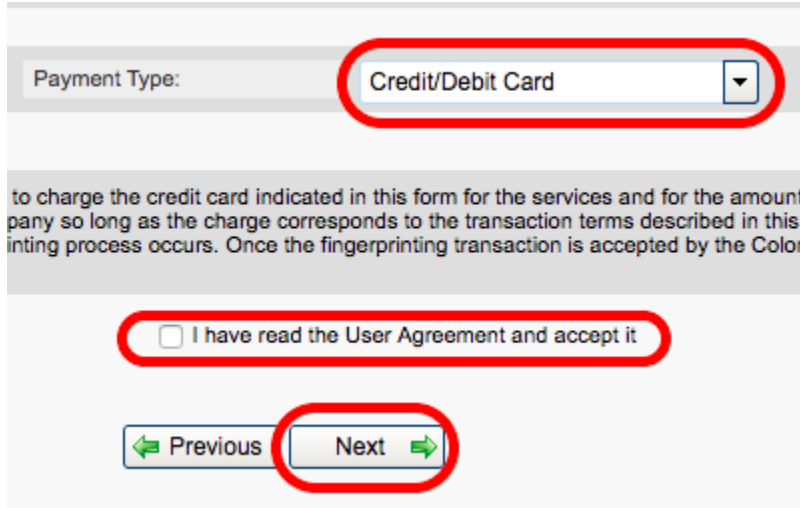 Payment Type:
Credit/Debit Card
to charge the credit card indicated in this form for the services and for the amount
pany so long as the charge corresponds to the transaction terms described in this
inting process occurs. Once the fingerprinting transaction is accepted by the Color
I have read the User Agreement and accept it
Previous
Next